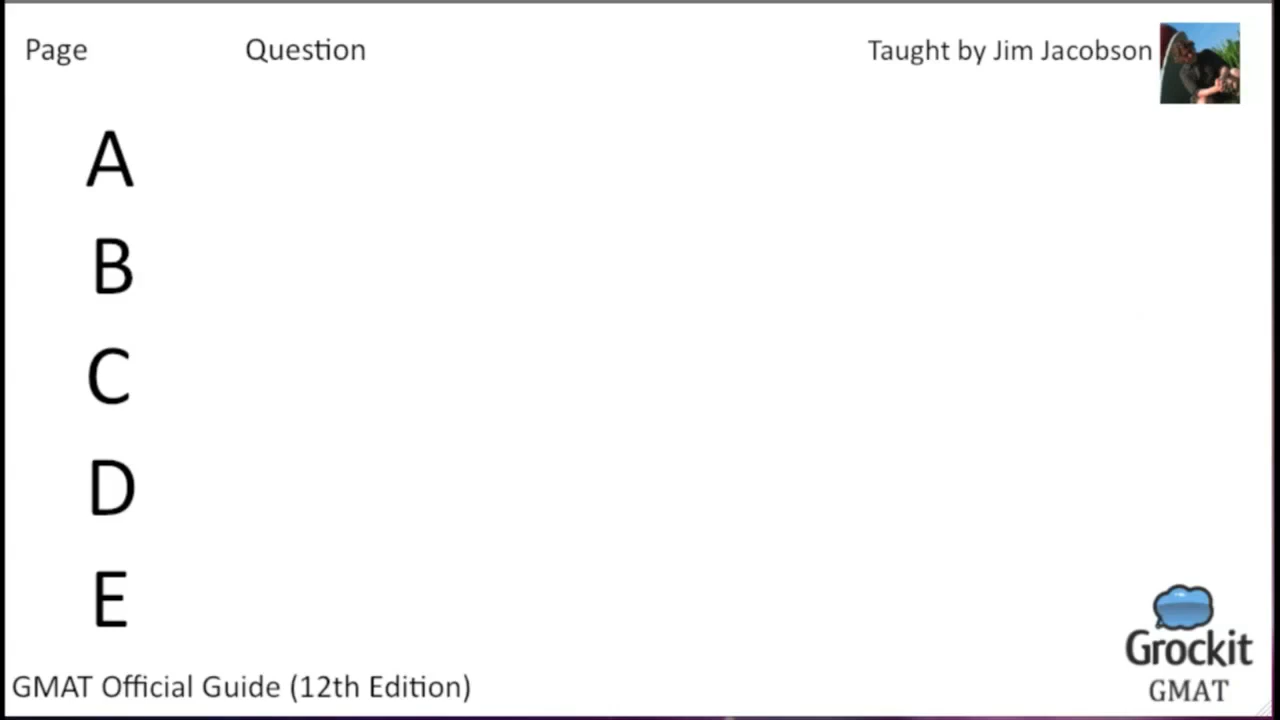 Page Question Taught by Jim Jacobson
A
B
C
D
E
Grockit
GMAT
GMAT Official Guide (12th Edition)